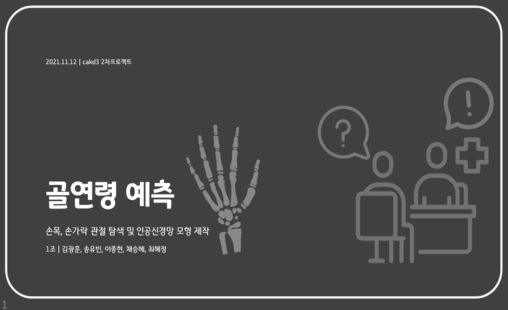 2021.11.12 | cakd3 2차프로젝트
?
!
골연령 예측
손목, 손가락 관절 탐색 및 인공신경망 모형 제작
1조 | 김광훈, 송유빈, 이종현, 채승혜, 최혜정
1